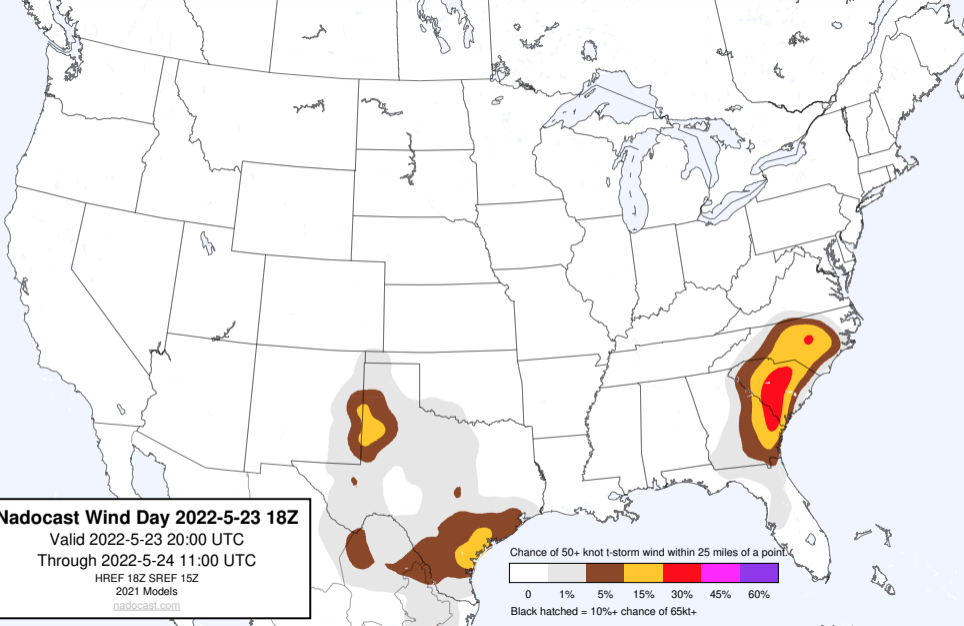 Nadocast Wind Day 2022-5-23 18Z
Valid 2022-5-23 20:00 UTC
Through 2022-5-24 11:00 UTC
HREF 18Z SREF 15Z
2021 Models
nadocast.com
Chance of 50+ knot t-storm wind within 25 miles of a point.
0 1% 5% 15% 30% 45% 60%
Black hatched = 10%+ chance of 65kt+